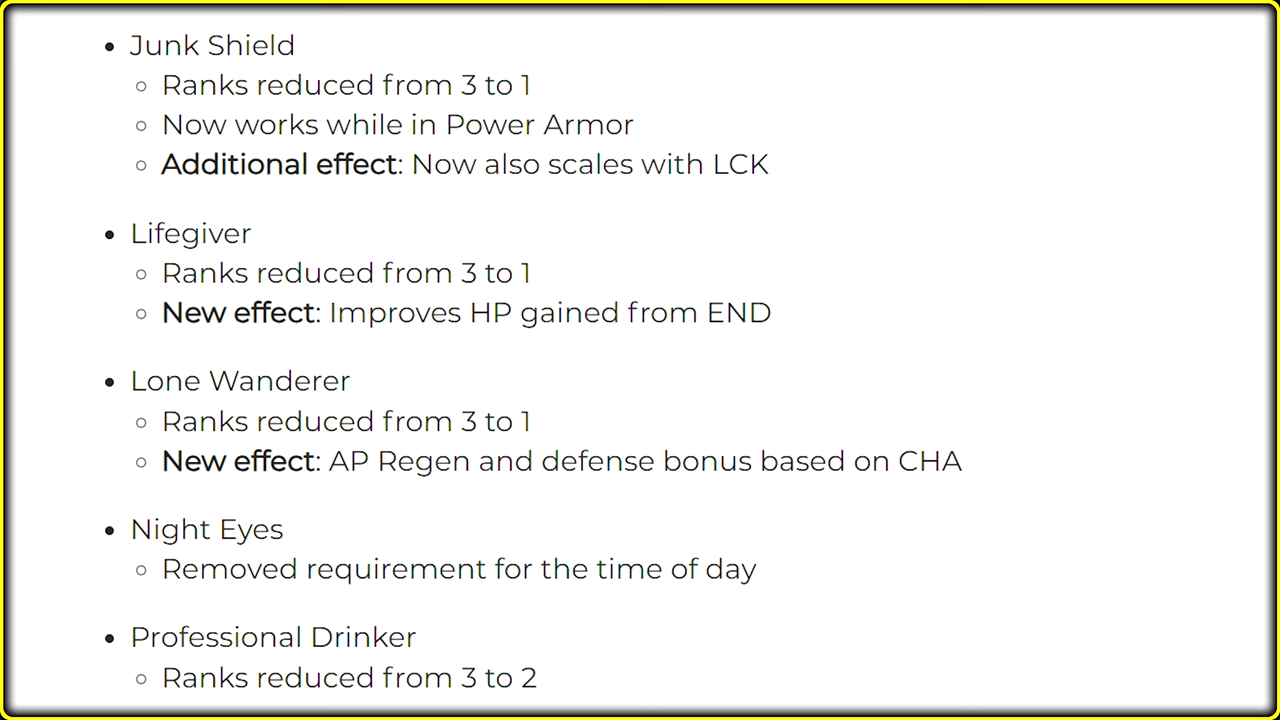 • Junk Shield
◦ Ranks reduced from 3 to 1
◦ Now works while in Power Armor
◦ Additional effect: Now also scales with LCK
• Lifegiver
◦ Ranks reduced from 3 to 1
◦ New effect: Improves HP gained from END
• Lone Wanderer
◦ Ranks reduced from 3 to 1
◦ New effect: AP Regen and defense bonus based on CHA
• Night Eyes
◦ Removed requirement for the time of day
• Professional Drinker
◦ Ranks reduced from 3 to 2